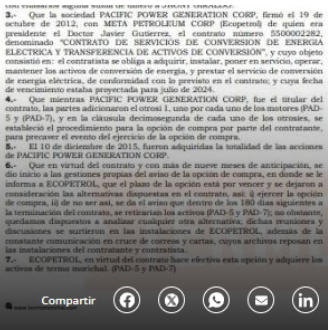 3.- Que la sociedad PACIFIC POWER GENERATION CORP, firmó el 19 de
octubre de 2012, con META PETROLEUM CORP (Ecopetrol) de quien era
presidente el Doctor Javier Gutierrez, el contrato número 5500002282,
denominado "CONTRATO DE SERVICIOS DE CONVERSION DE ENERGIA
ELECTRICA Y TRANSFERENCIA DE ACTIVOS DE CONVERSIÓN", y cuyo objeto
consistió en: el contratista se obliga a adquirir, instalar, poner en servicio, operar,
mantener los activos de conversión de energía, y prestar el servicio de conversión
de energía eléctrica, de conformidad con lo previsto en el contrato; y cuya fecha
de vencimiento estaba proyectada para julio de 2024.
4.- Que mientras PACIFIC POWER GENERATION CORP, fue el titular del
contrato, las partes adicionaron el otrosí 1, uno por cada uno de los motores (PAD-
5 y (PAD-7), y en la cláusula decimosegunda de cada uno de los otrosíes, se
estableció el procedimiento para la opción de compra por parte del contratante,
para precaver el evento del ejercicio de la opción de compra.
5.- El 10 de diciembre de 2015, fueron adquiridas la totalidad de las acciones
de PACIFIC POWER GENERATION CORP.
6.- Que en virtud del contrato y con más de nueve meses de anticipación, se
dio inicio a las gestiones propias del aviso de la opción de compra, en donde se le
informa a ECOPETROL, que el plazo de la opción está por vencer y se dejaron a
consideración las alternativas dispuestas en el contrato, así: i) ejercer la opción
de compra, ii) de no ser así, se da el aviso que dentro de los 180 días siguientes a
la terminación del contrato, se retirarían los activos (PAD-5 y PAD-7); no obstante,
quedamos dispuestos a analizar cualquier otra alternativa; dichas reuniones y
discusiones se surtieron en las instalaciones de ECOPETROL, además de la
constante comunicación en cruce de correos y cartas, cuyos archivos reposan en
las instalaciones del contratante y contratista.
7.- ECOPETROL, en virtud del contrato hace efectiva esta opción y adquiere los
activos de termo morichal. (PAD-5 y PAD-7)
Compartir